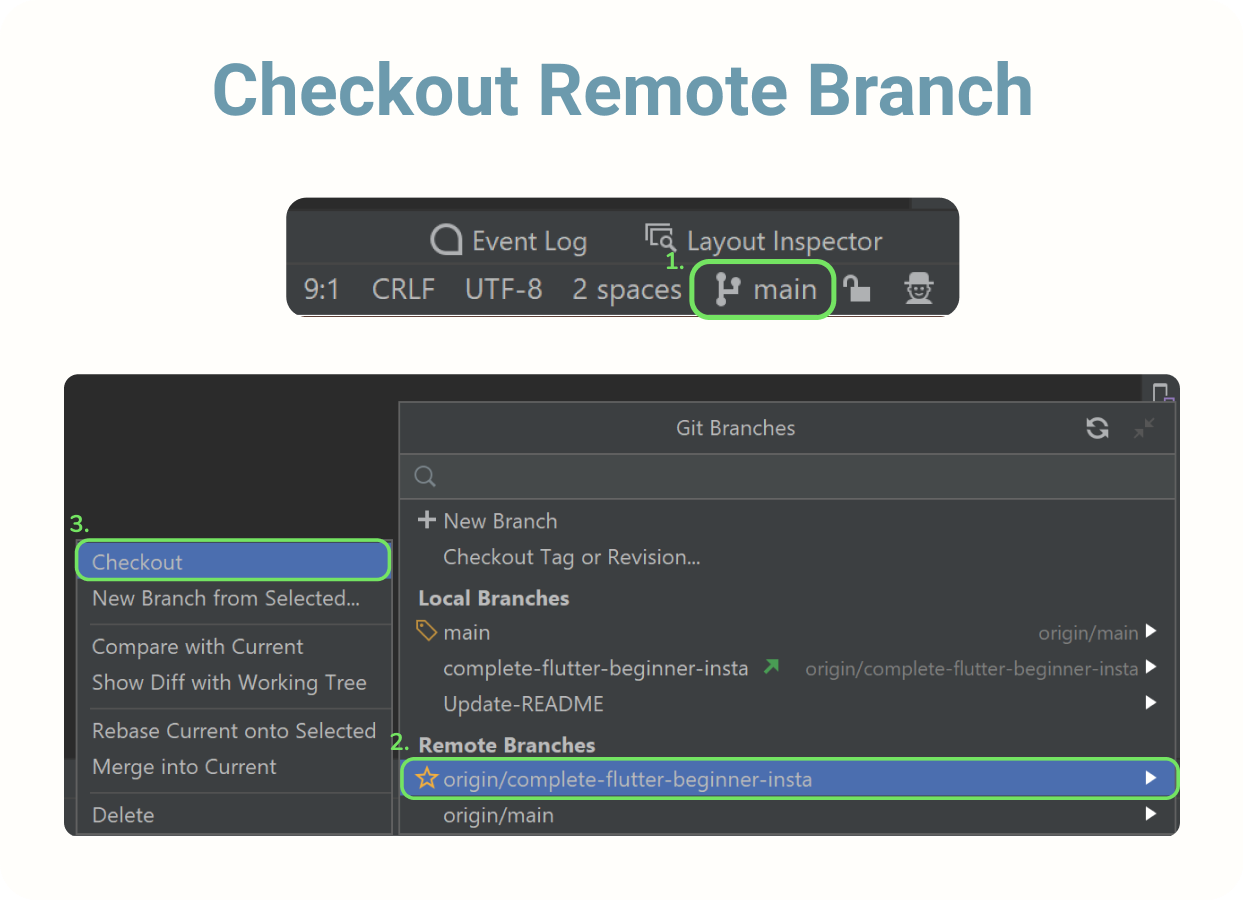 Checkout Remote Branch
Event Log Layout Inspector
1.
9:1 CRLF UTF-8 2 spaces main
Git Branches
New Branch
Checkout Tag or Revision...
Local Branches
main origin/main
complete-flutter-beginner-insta origin/complete-flutter-beginner-insta
Update-README
2.
Remote Branches
origin/complete-flutter-beginner-insta
origin/main
3.
Checkout
New Branch from Selected...
Compare with Current
Show Diff with Working Tree
Rebase Current onto Selected
Merge into Current
Delete